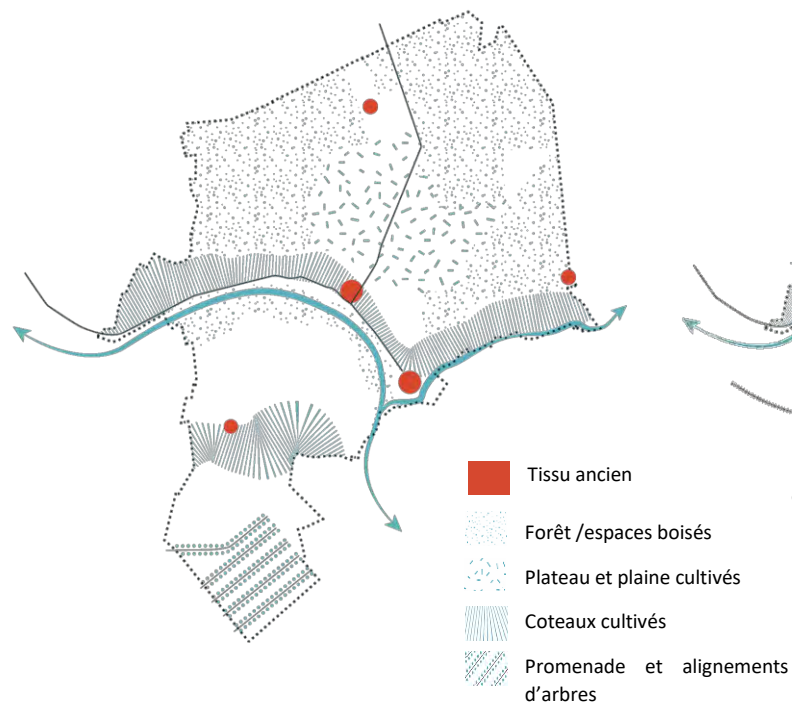 Tissu ancien
Forêt /espaces boisés
Plateau et plaine cultivés
Coteaux cultivés
Promenade et alignements
d’arbres